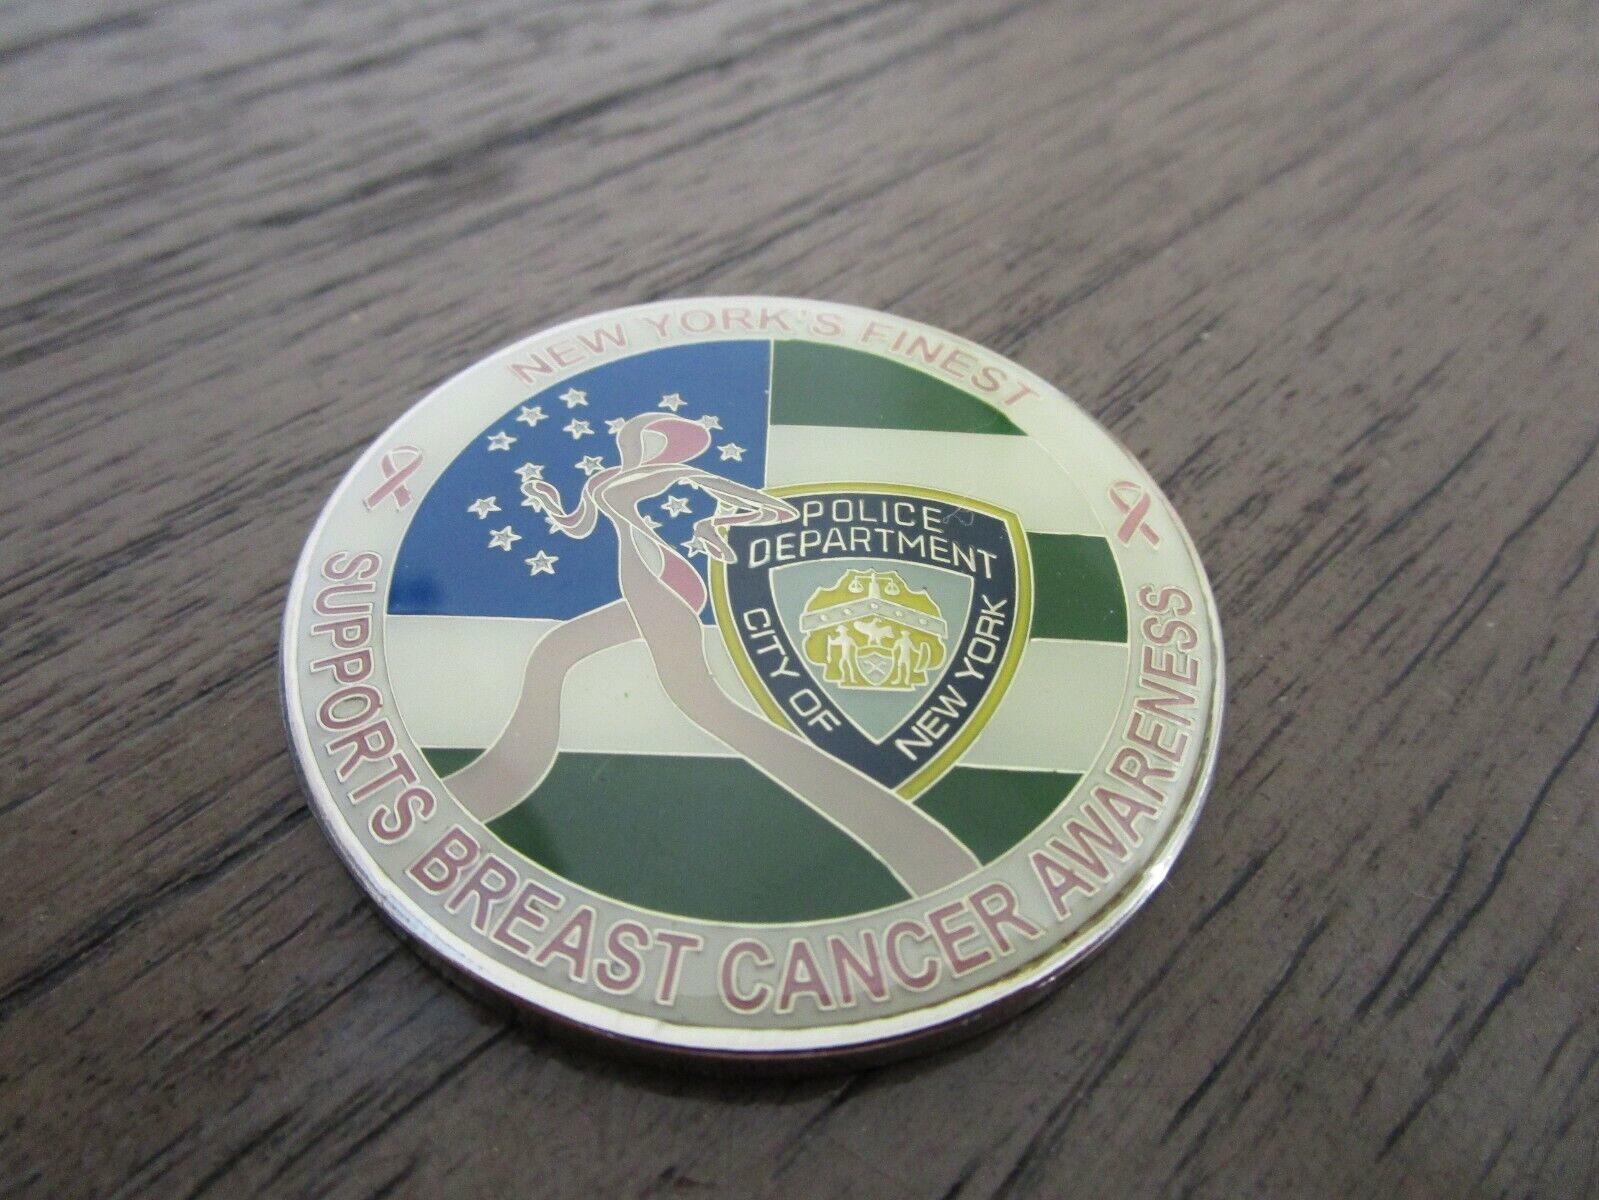 NEW YORK'S FINEST
POLICE
DEPARTMENT
CITY OF
NEW YORK
SUPPORTS BREAST CANCER AWARENESS